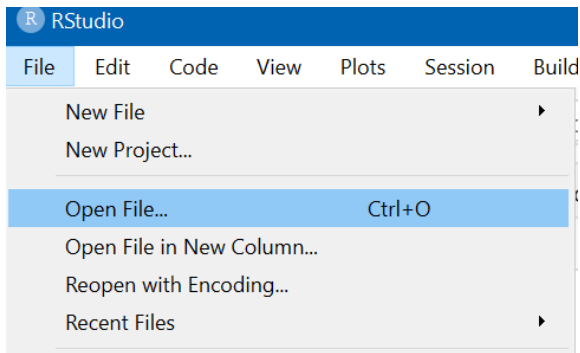 R RStudio
File Edit Code View Plots Session Build
New File
New Project...
Open File... Ctrl+O
Open File in New Column...
Reopen with Encoding...
Recent Files